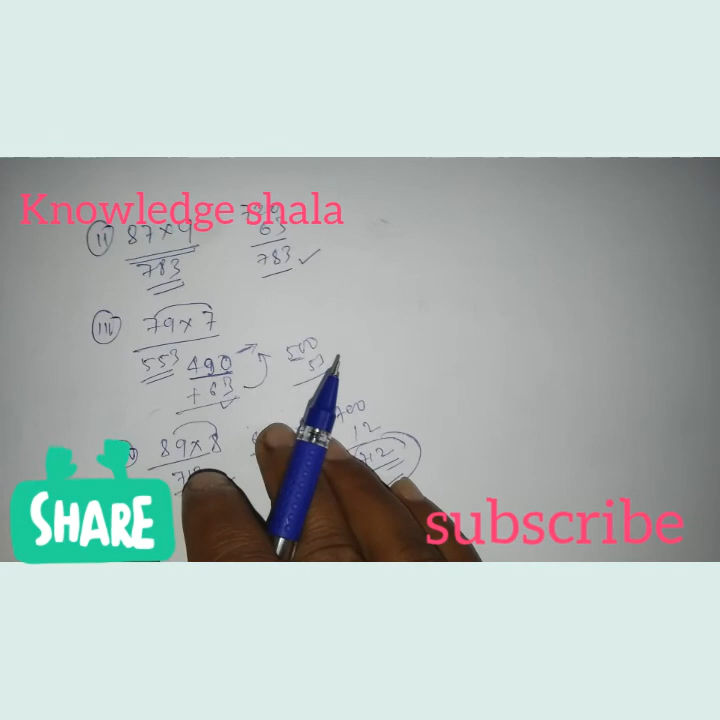 Knowledge shala
(ii) 87 × 9
783
63
783 ✓
(iii) 79 × 7
553
490
+ 63
500
53
89 × 8
700
12
712
SHARE
subscribe